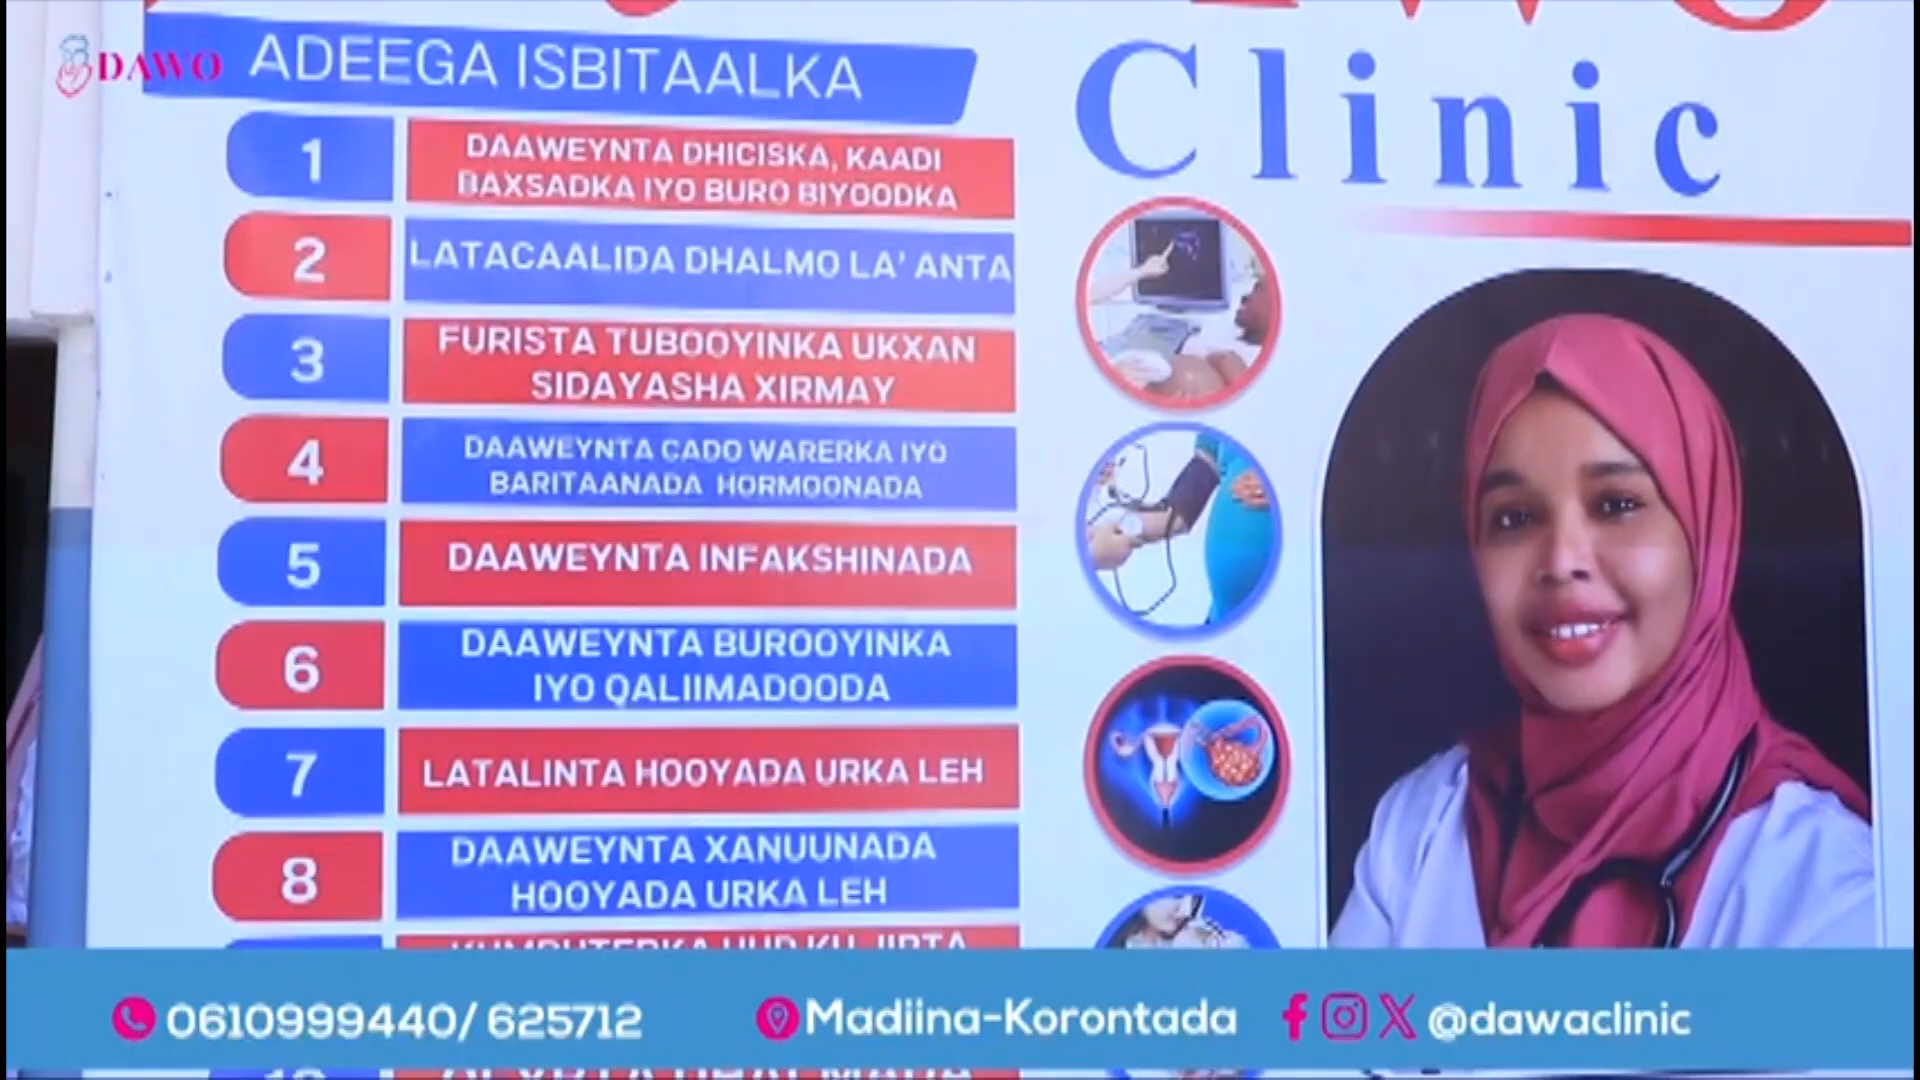 DAWO
ADEEGA ISBITAALKA
Clinic
1
DAAWEYNTA DHICISKA, KAADI
BAXSADKA IYO BURO BIYOODKA
2
LATACAALIDA DHALMO LA' ANTA
3
FURISTA TUBOOYINKA UKXAN
SIDAYASHA XIRMAY
4
DAAWEYNTA CADO WARERKA IYO
BARITAANADA HORMOONADA
5
DAAWEYNTA INFAKSHINADA
6
DAAWEYNTA BUROOYINKA
IYO QALIIMADOODA
7
LATALINTA HOOYADA URKA LEH
8
DAAWEYNTA XANUUNADA
HOOYADA URKA LEH
0610999440/ 625712
Madiina-Korontada
@dawaclinic